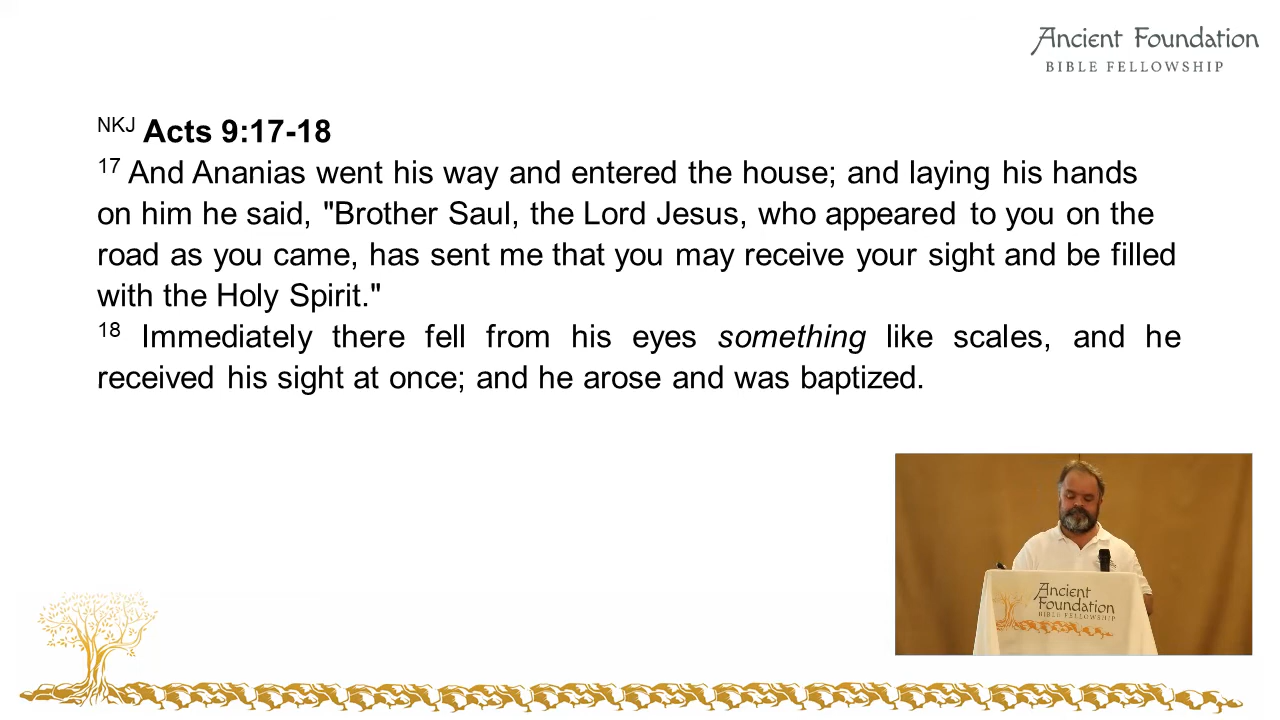 Ancient Foundation
BIBLE FELLOWSHIP
NKJ Acts 9:17-18
17 And Ananias went his way and entered the house; and laying his hands
on him he said, "Brother Saul, the Lord Jesus, who appeared to you on the
road as you came, has sent me that you may receive your sight and be filled
with the Holy Spirit."
18 Immediately there fell from his eyes something like scales, and he
received his sight at once; and he arose and was baptized.
Ancient
Foundation
BIBLE FELLOWSHIP